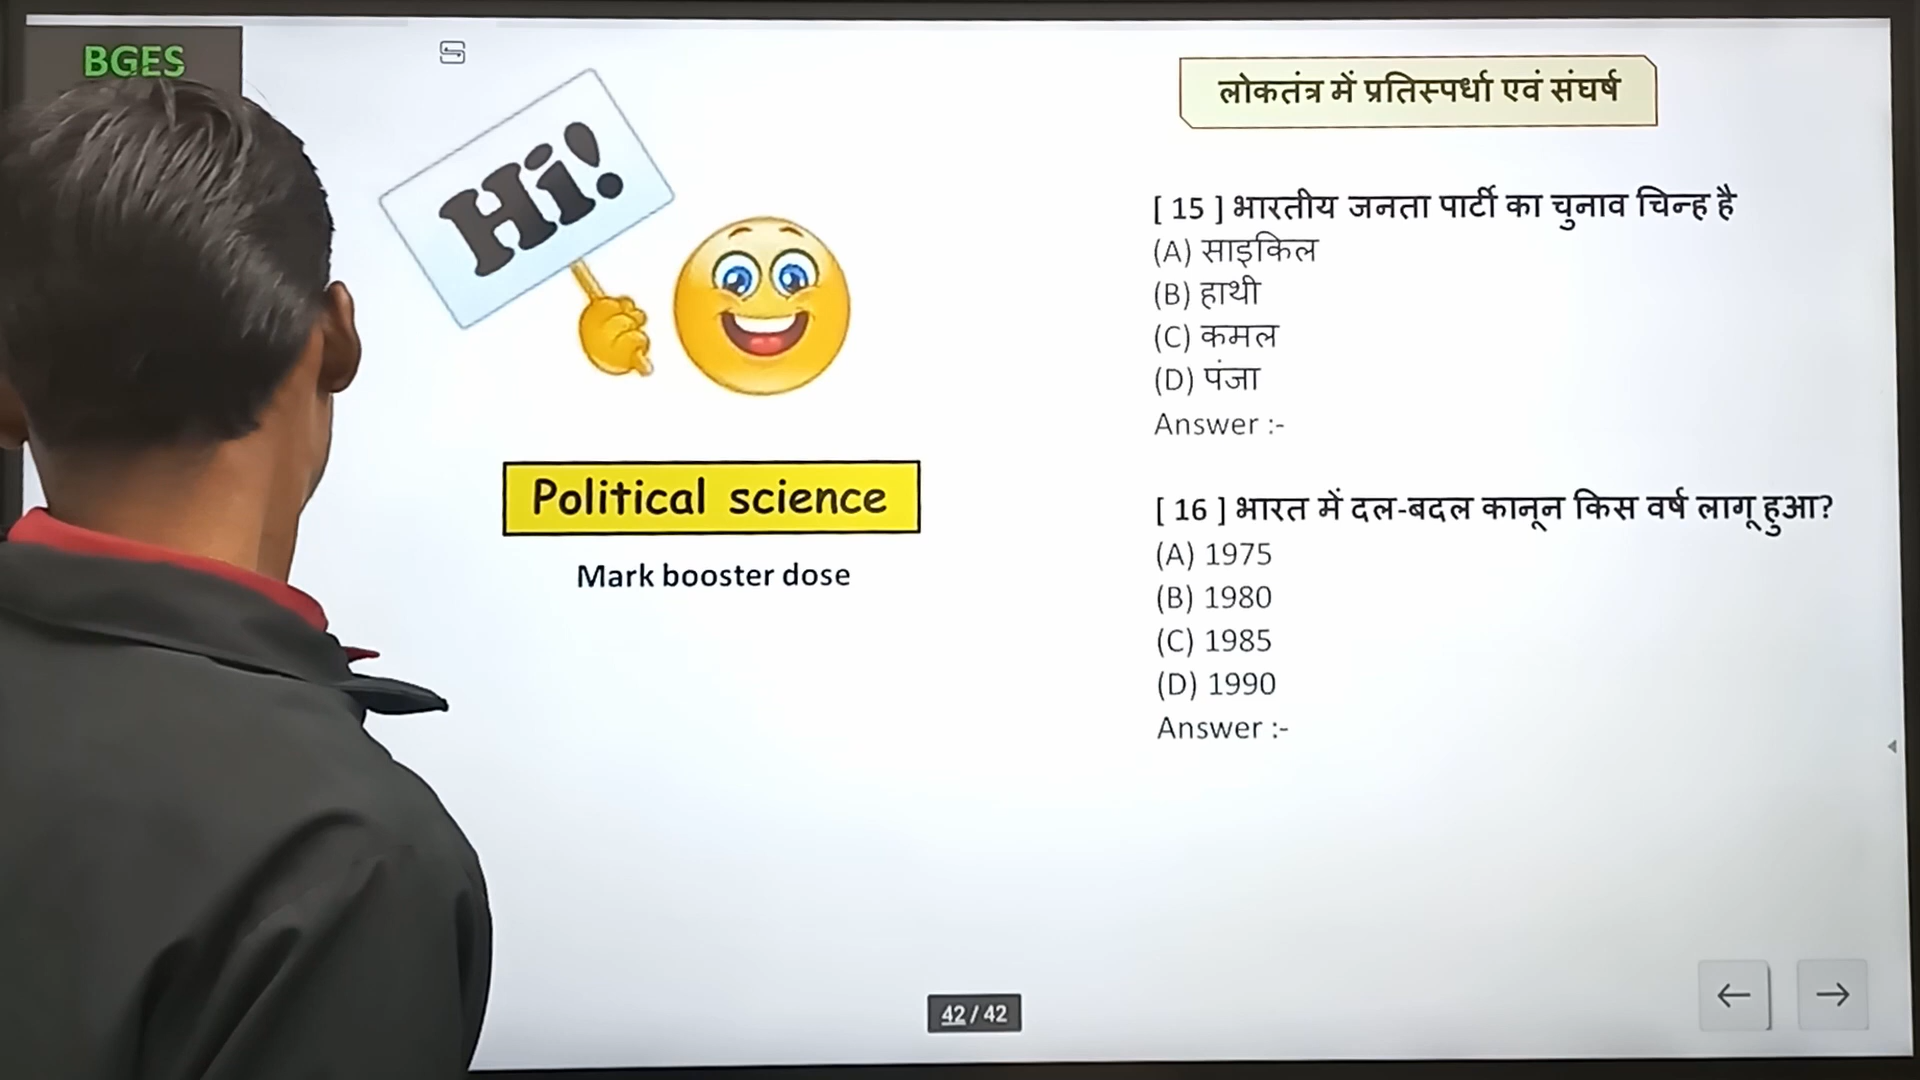 BGES
Hi!
Political science
Mark booster dose
लोकतंत्र में प्रतिस्पर्धा एवं संघर्ष
[ 15 ] भारतीय जनता पार्टी का चुनाव चिन्ह है
(A) साइकिल
(B) हाथी
(C) कमल
(D) पंजा
Answer :-
[ 16 ] भारत में दल-बदल कानून किस वर्ष लागू हुआ?
(A) 1975
(B) 1980
(C) 1985
(D) 1990
Answer :-
42 / 42